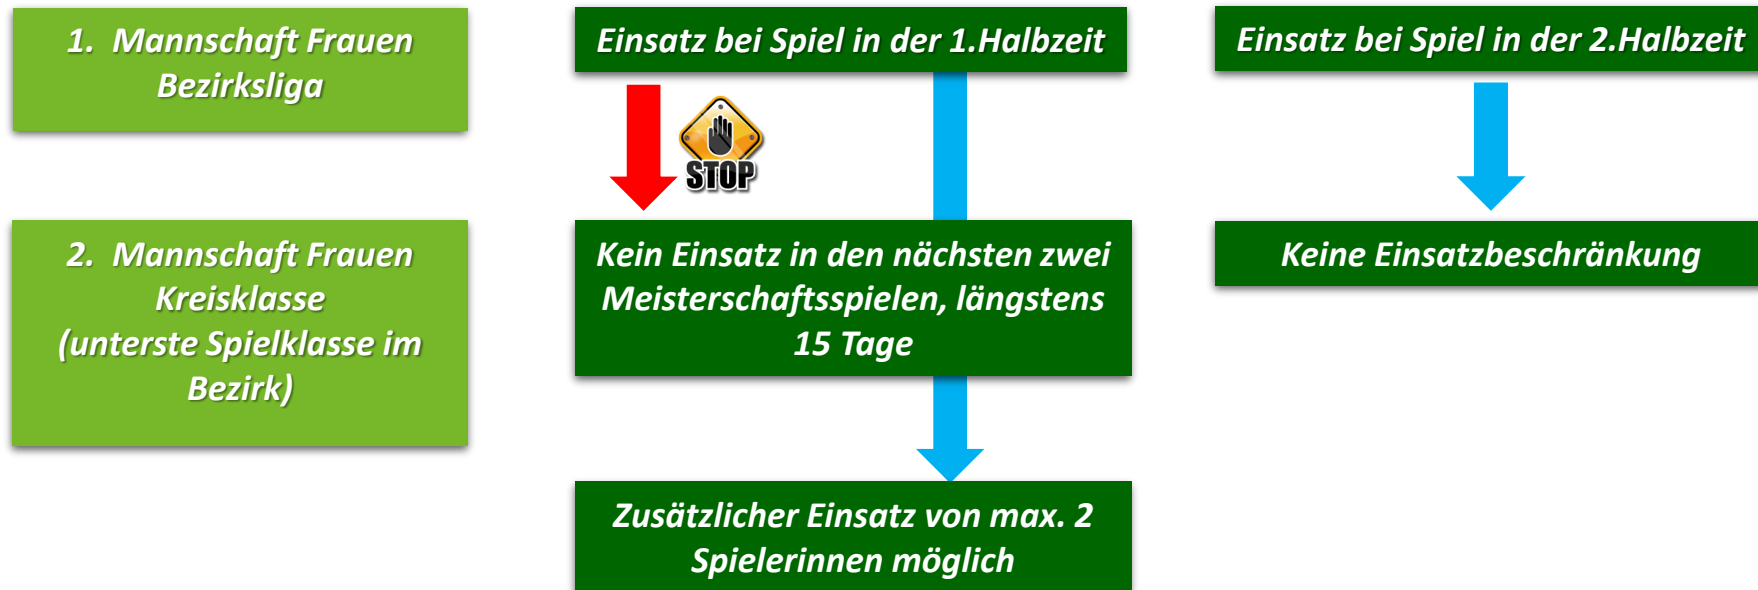 1. Mannschaft Frauen
Bezirksliga
Einsatz bei Spiel in der 1.Halbzeit
Einsatz bei Spiel in der 2.Halbzeit
STOP
2. Mannschaft Frauen
Kreisklasse
(unterste Spielklasse im
Bezirk)
Kein Einsatz in den nächsten zwei
Meisterschaftsspielen, längstens
15 Tage
Keine Einsatzbeschränkung
Zusätzlicher Einsatz von max. 2
Spielerinnen möglich